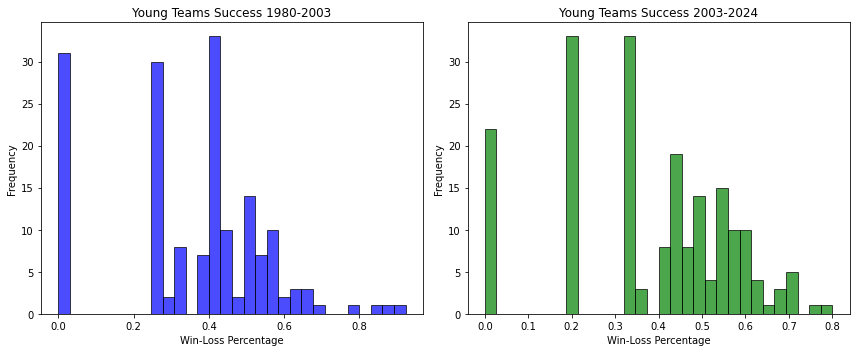 Young Teams Success 1980-2003
Frequency
30
25
20
15
10
5
0
0.0 0.2 0.4 0.6 0.8
Win-Loss Percentage
Young Teams Success 2003-2024
Frequency
30
25
20
15
10
5
0
0.0 0.1 0.2 0.3 0.4 0.5 0.6 0.7 0.8
Win-Loss Percentage